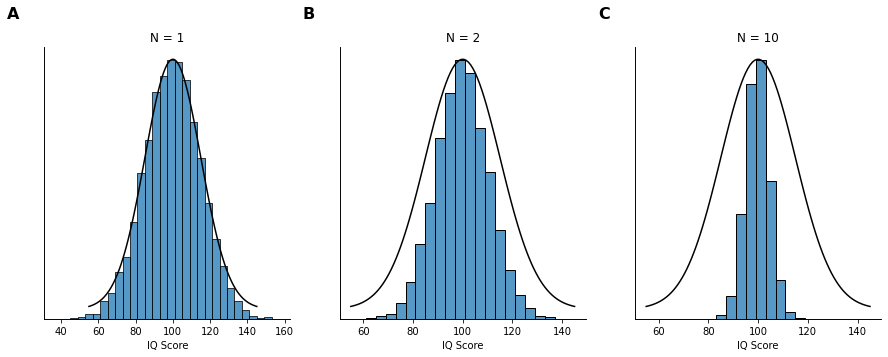 A
B
C
N = 1
N = 2
N = 10
40 60 80 100 120 140 160
60 80 100 120 140
60 80 100 120 140
IQ Score
IQ Score
IQ Score